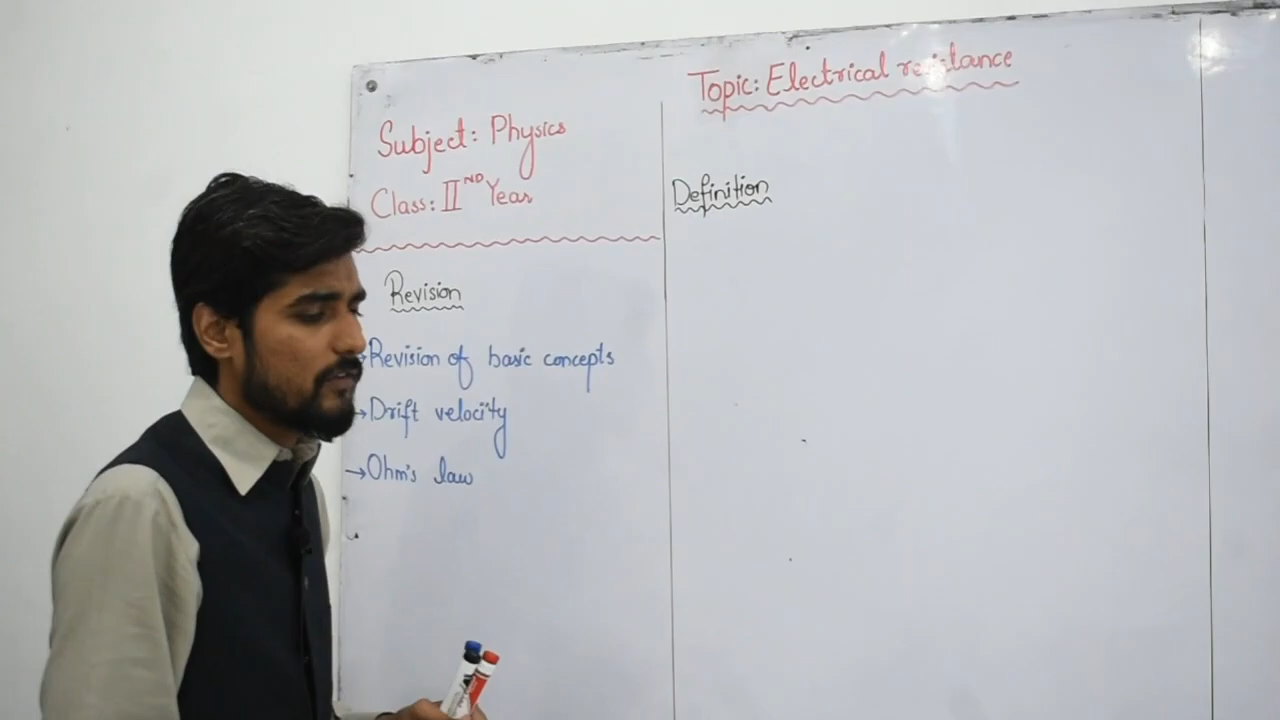 Subject: Physics
Class: II ND Year
Revision
→Revision of basic concepts
→Drift velocity
→Ohm's law
Topic: Electrical resistance
Definition